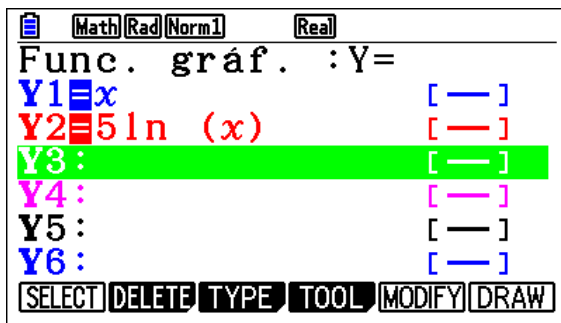 Math Rad Norm1 Real
Func. gráf. :Y=
Y1=x [—]
Y2=5ln (x) [—]
Y3: [—]
Y4: [—]
Y5: [—]
Y6: [—]
SELECT DELETE TYPE TOOL MODIFY DRAW